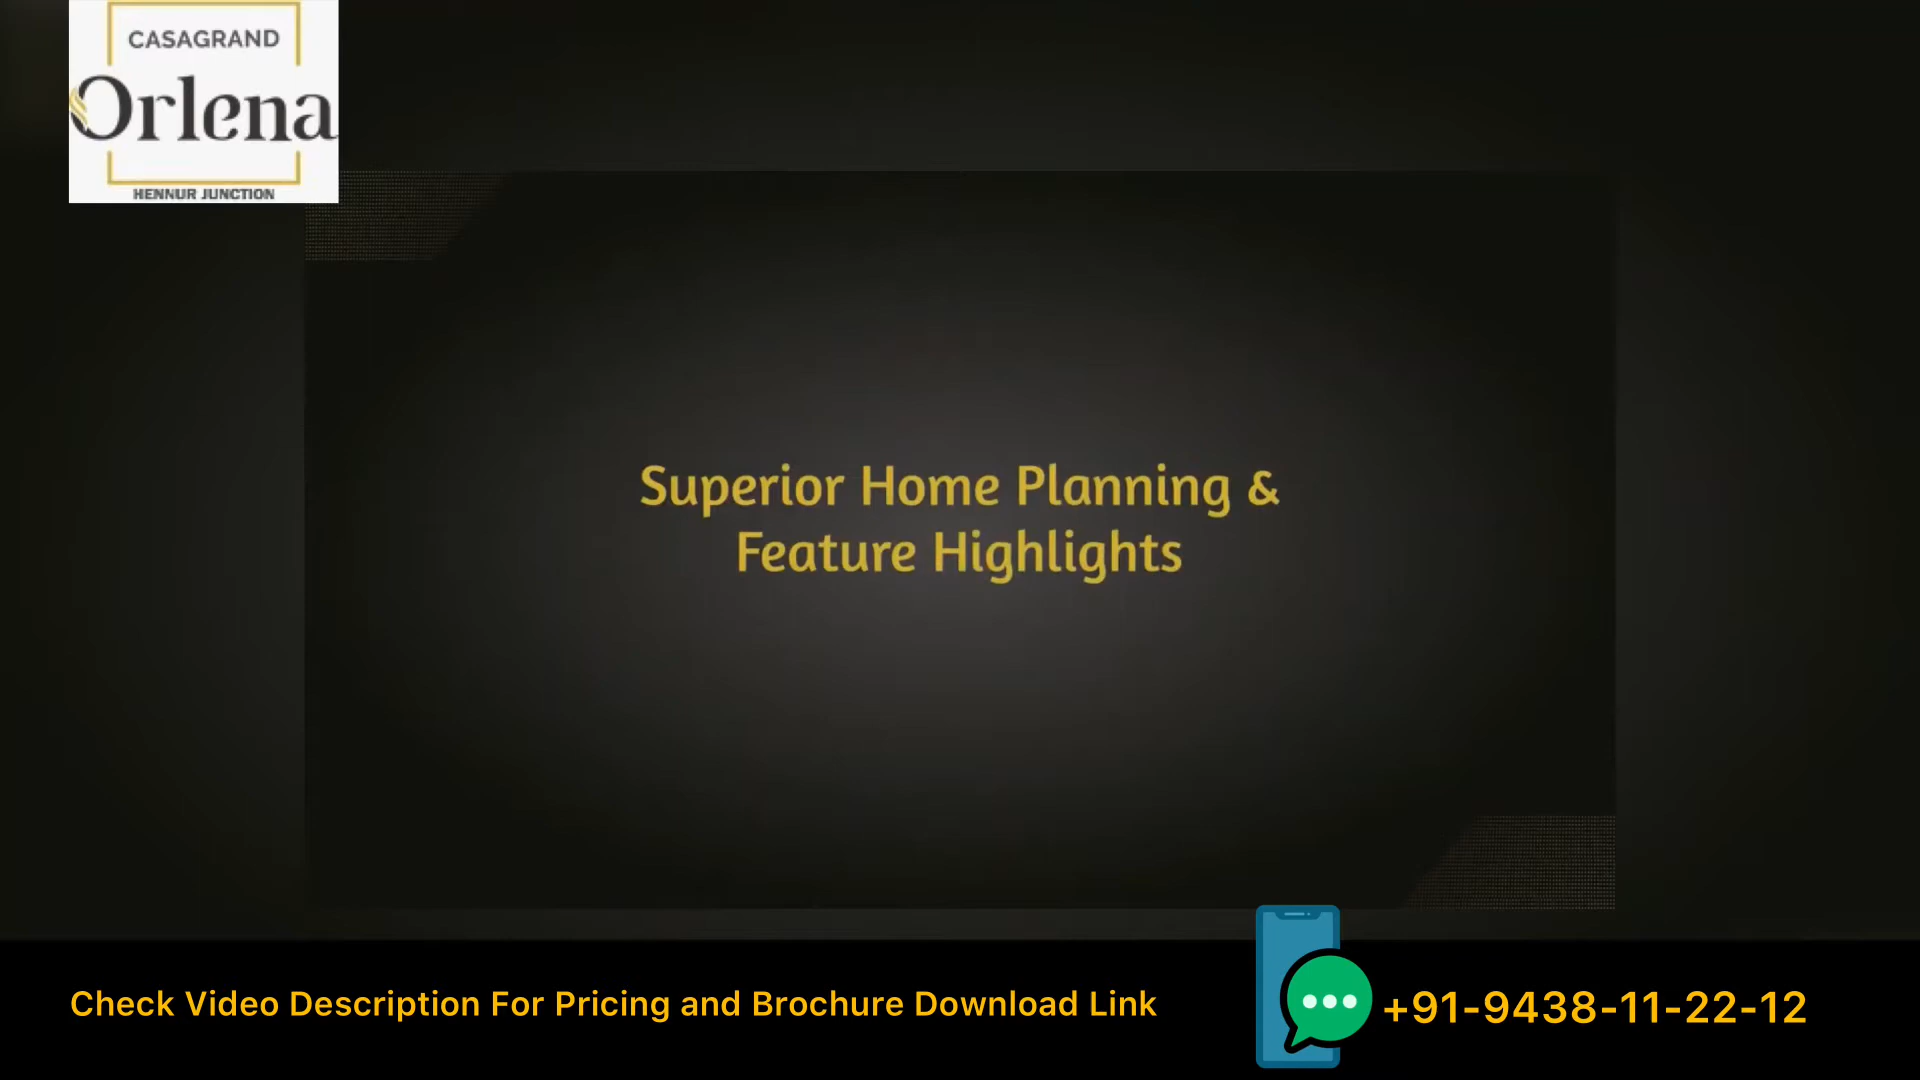 CASAGRAND
Orlena
HENNUR JUNCTION
Superior Home Planning &
Feature Highlights
Check Video Description For Pricing and Brochure Download Link
+91-9438-11-22-12